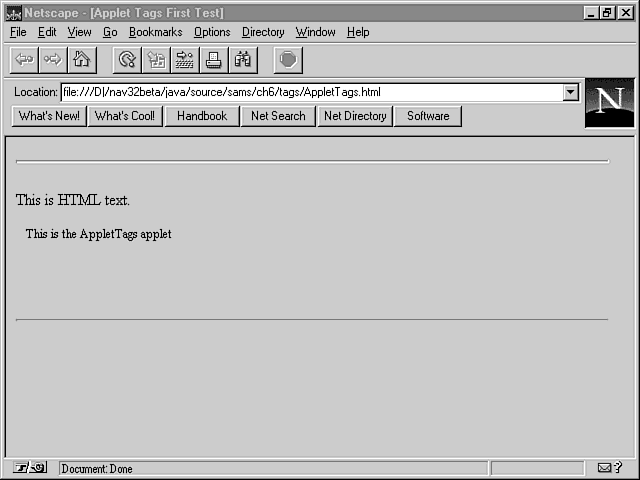 Netscape - [Applet Tags First Test]
File Edit View Go Bookmarks Options Directory Window Help
Location: file:///D|/nav32beta/java/source/sams/ch6/tags/AppletTags.html
N
What's New! What's Cool! Handbook Net Search Net Directory Software
This is HTML text.
This is the AppletTags applet
Document: Done
?